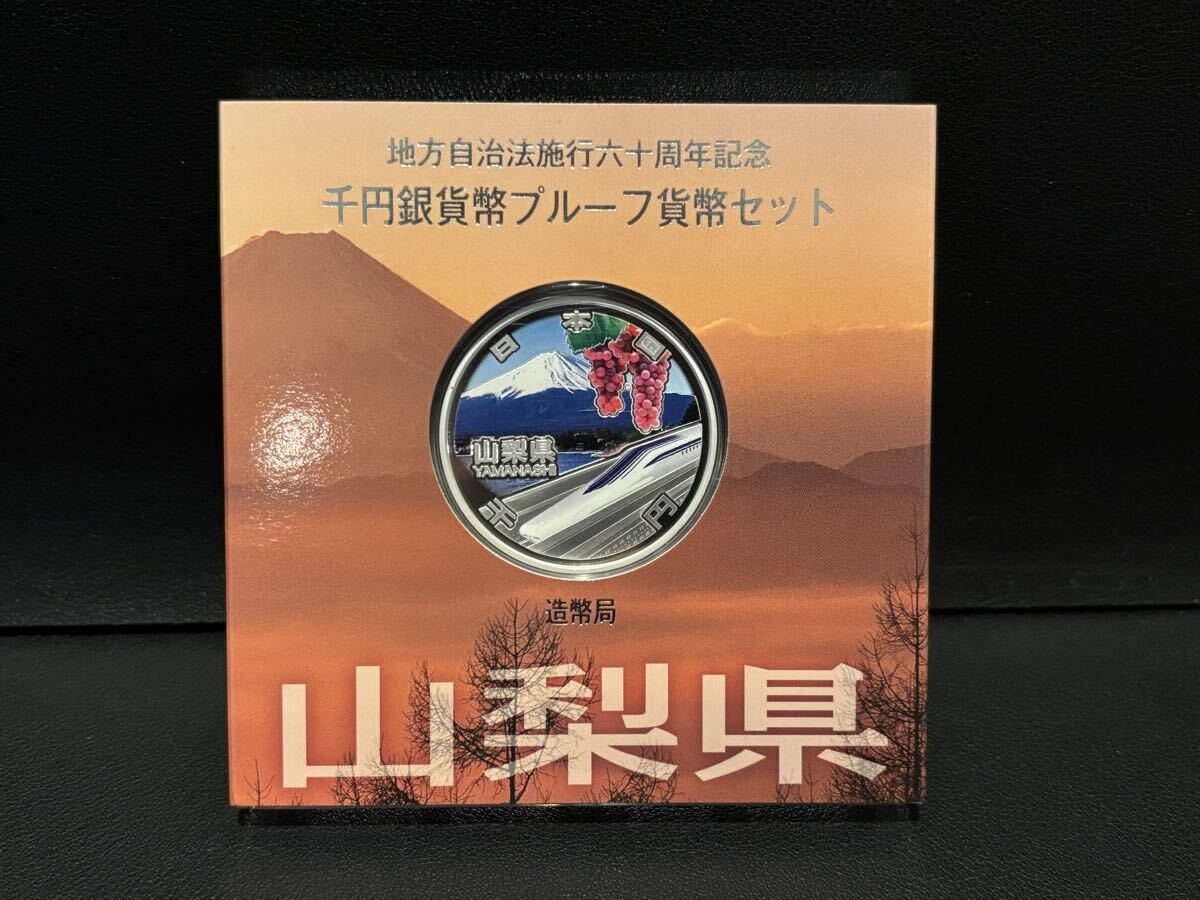 地方自治法施行六十周年記念
千円銀貨幣プルーフ貨幣セット
日本国
山梨県
YAMANASHI
千円
造幣局
山梨県